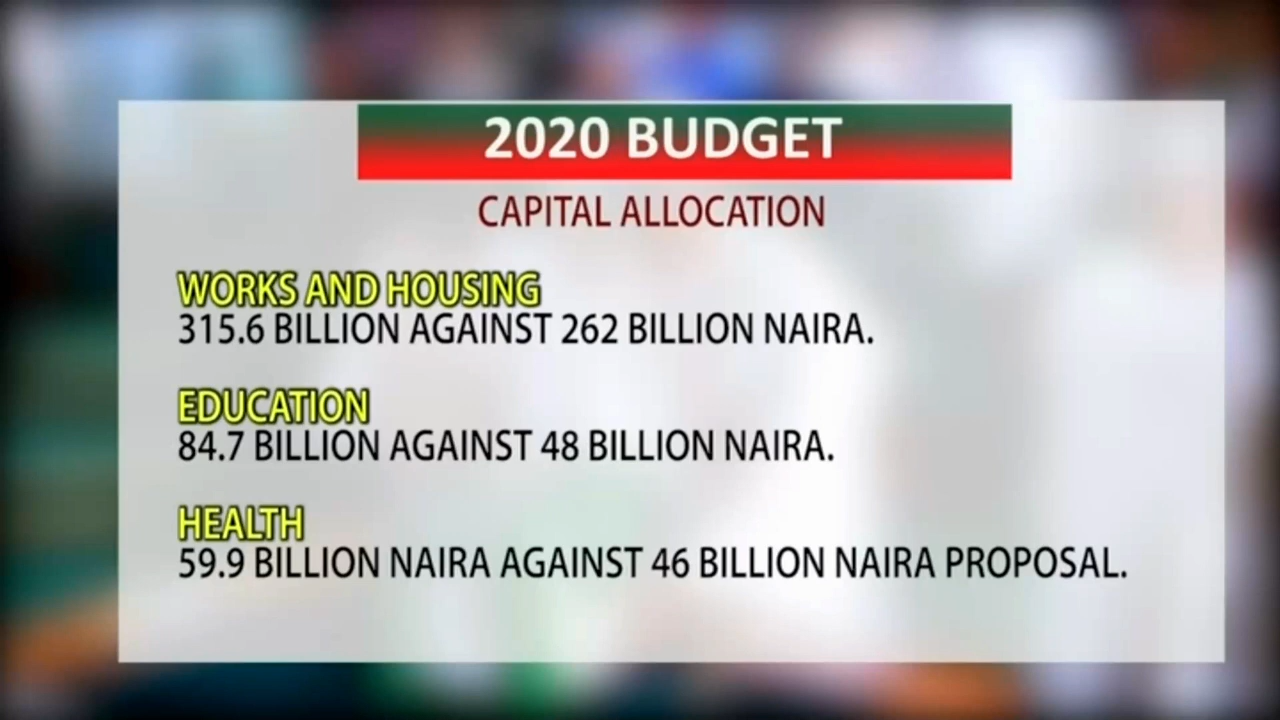 2020 BUDGET
CAPITAL ALLOCATION
WORKS AND HOUSING
315.6 BILLION AGAINST 262 BILLION NAIRA.
EDUCATION
84.7 BILLION AGAINST 48 BILLION NAIRA.
HEALTH
59.9 BILLION NAIRA AGAINST 46 BILLION NAIRA PROPOSAL.